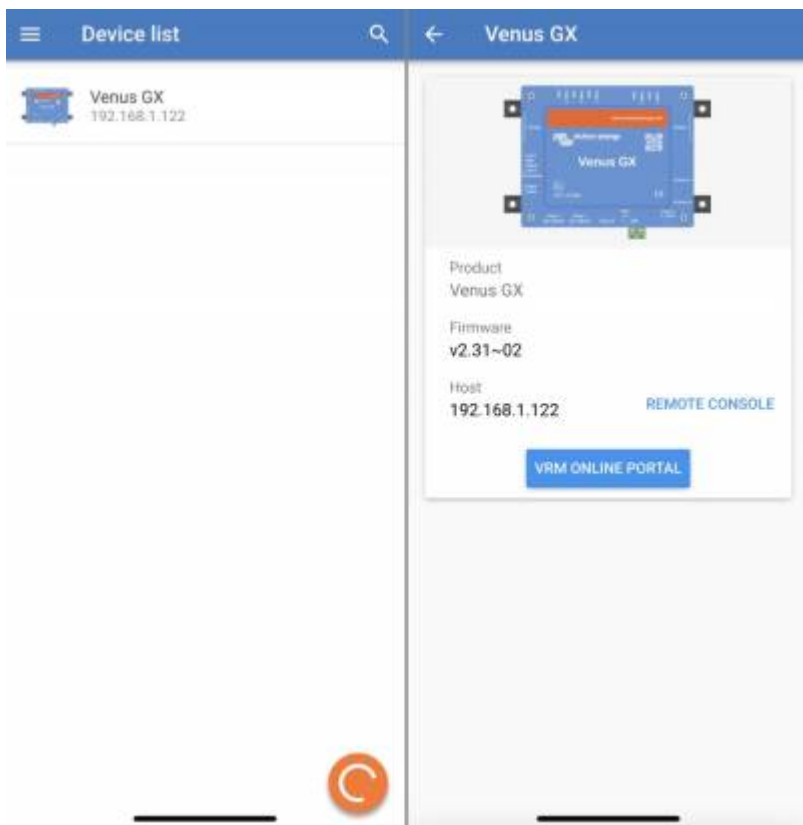 Device list
Venus GX
192.168.1.122
Venus GX
Venus GX
Product
Venus GX
Firmware
v2.31~02
Host
192.168.1.122
REMOTE CONSOLE
VRM ONLINE PORTAL